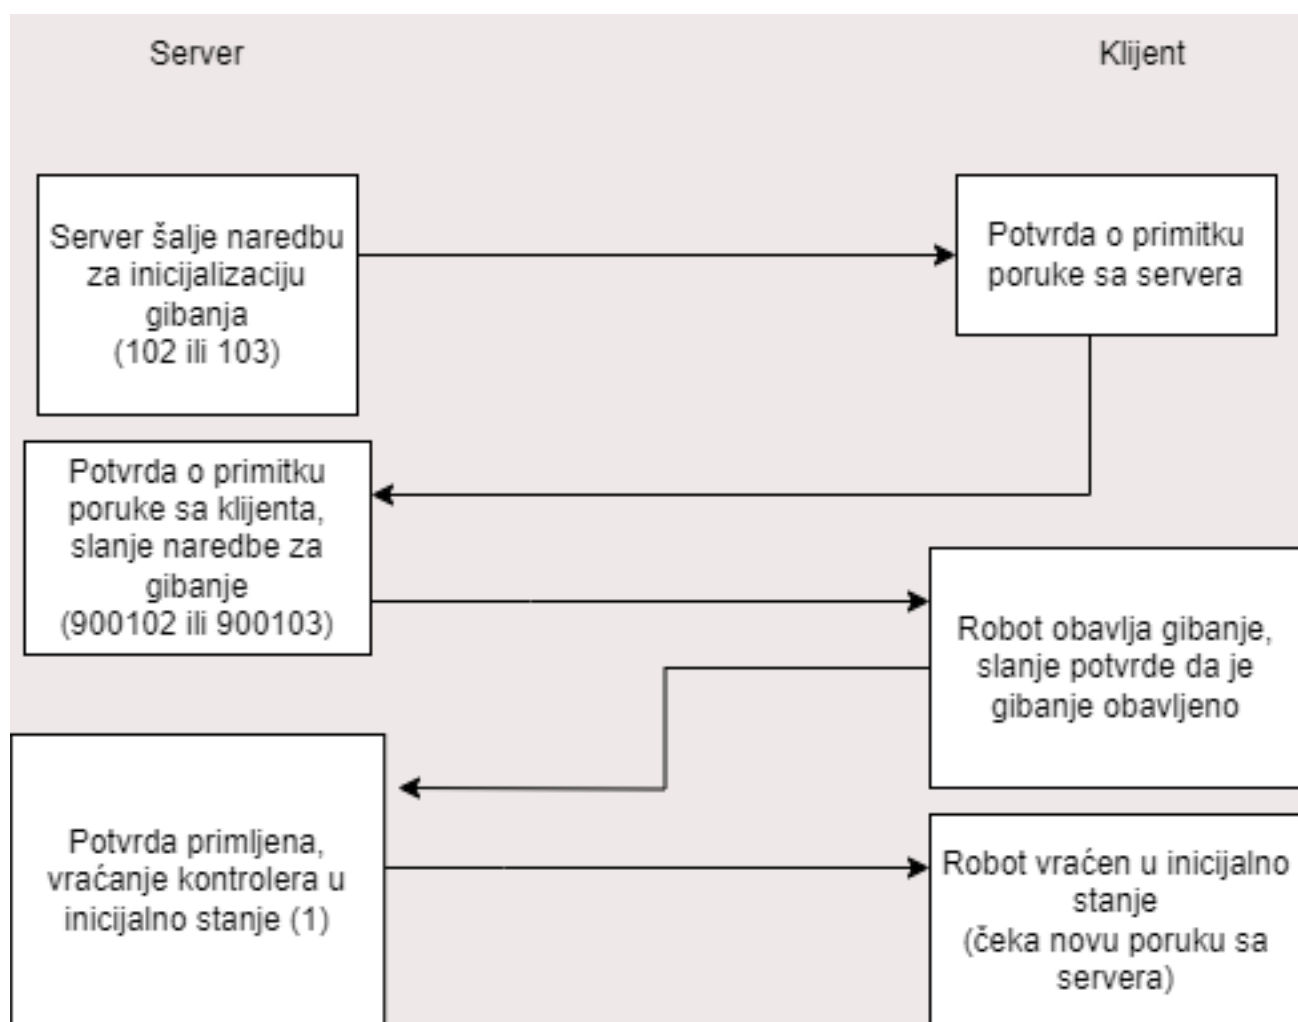 Server
Klijent
Server šalje naredbu
za inicijalizaciju
gibanja
(102 ili 103)
Potvrda o primitku
poruke sa servera
Potvrda o primitku
poruke sa klijenta,
slanje naredbe za
gibanje
(900102 ili 900103)
Robot obavlja gibanje,
slanje potvrde da je
gibanje obavljeno
Potvrda primljena,
vraćanje kontrolera u
inicijalno stanje (1)
Robot vraćen u inicijalno
stanje
(čeka novu poruku sa
servera)